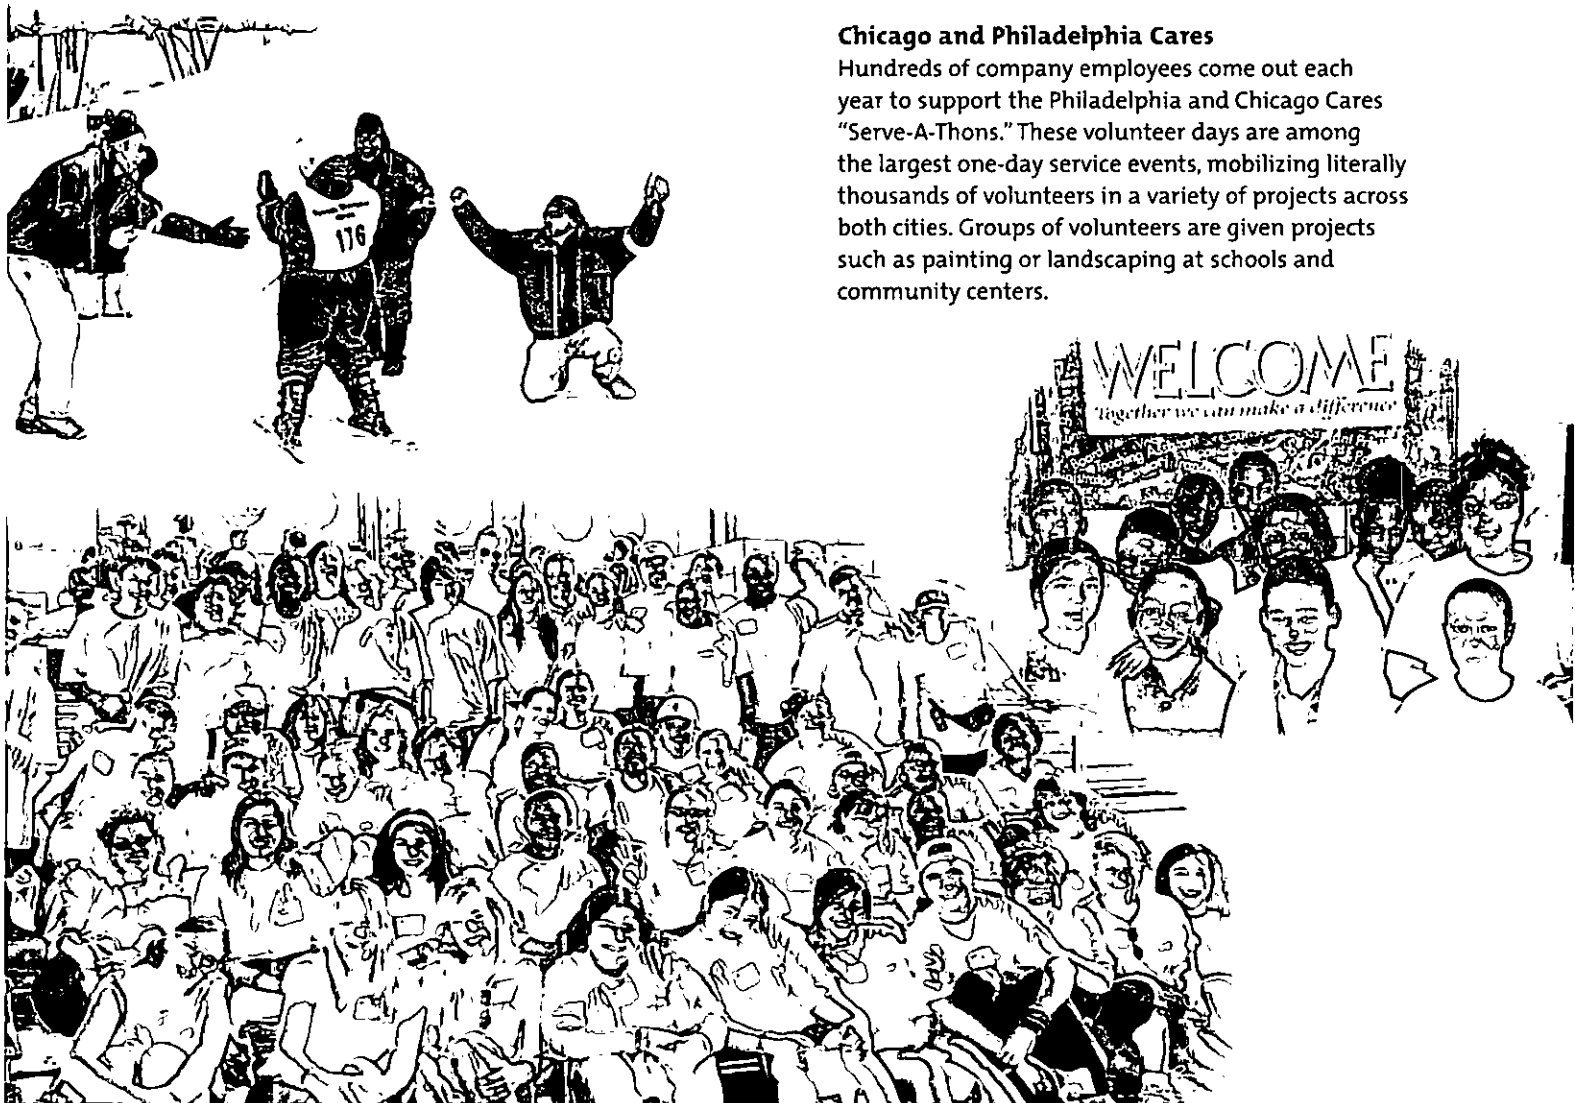 Chicago and Philadelphia Cares
Hundreds of company employees come out each
year to support the Philadelphia and Chicago Cares
“Serve-A-Thons.” These volunteer days are among
the largest one-day service events, mobilizing literally
thousands of volunteers in a variety of projects across
both cities. Groups of volunteers are given projects
such as painting or landscaping at schools and
community centers.
176
WELCOME
Together we can make a difference